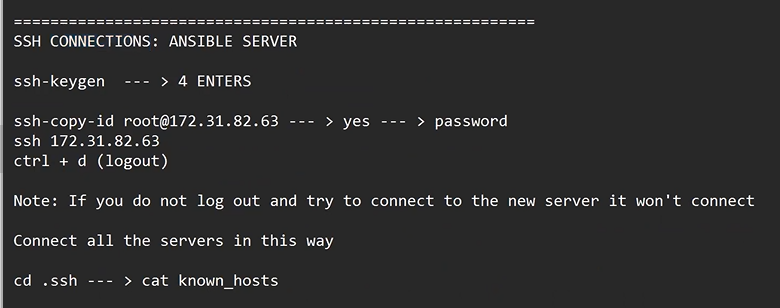 =========================================================
SSH CONNECTIONS: ANSIBLE SERVER
ssh-keygen  --- > 4 ENTERS
ssh-copy-id root@172.31.82.63 --- > yes --- > password
ssh 172.31.82.63
ctrl + d (logout)
Note: If you do not log out and try to connect to the new server it won't connect
Connect all the servers in this way
cd .ssh --- > cat known_hosts